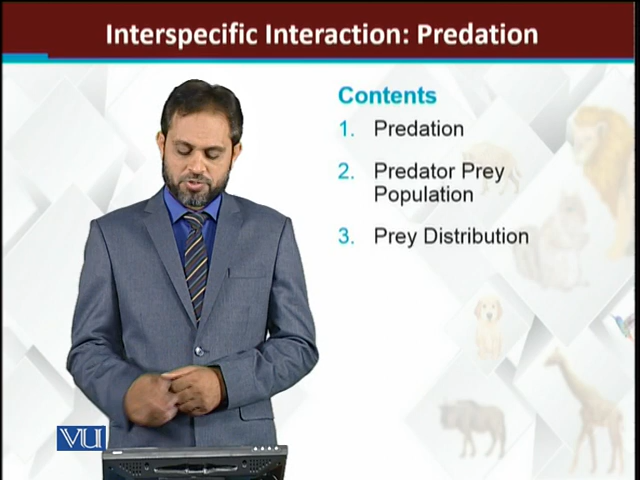 Interspecific Interaction: Predation
Contents
1. Predation
2. Predator Prey
Population
3. Prey Distribution
VU